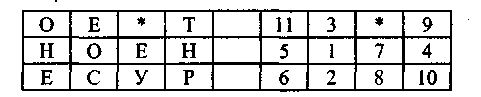 О Е * Т 11 3 * 9
Н О Е Н 5 1 7 4
Е С У Р 6 2 8 10